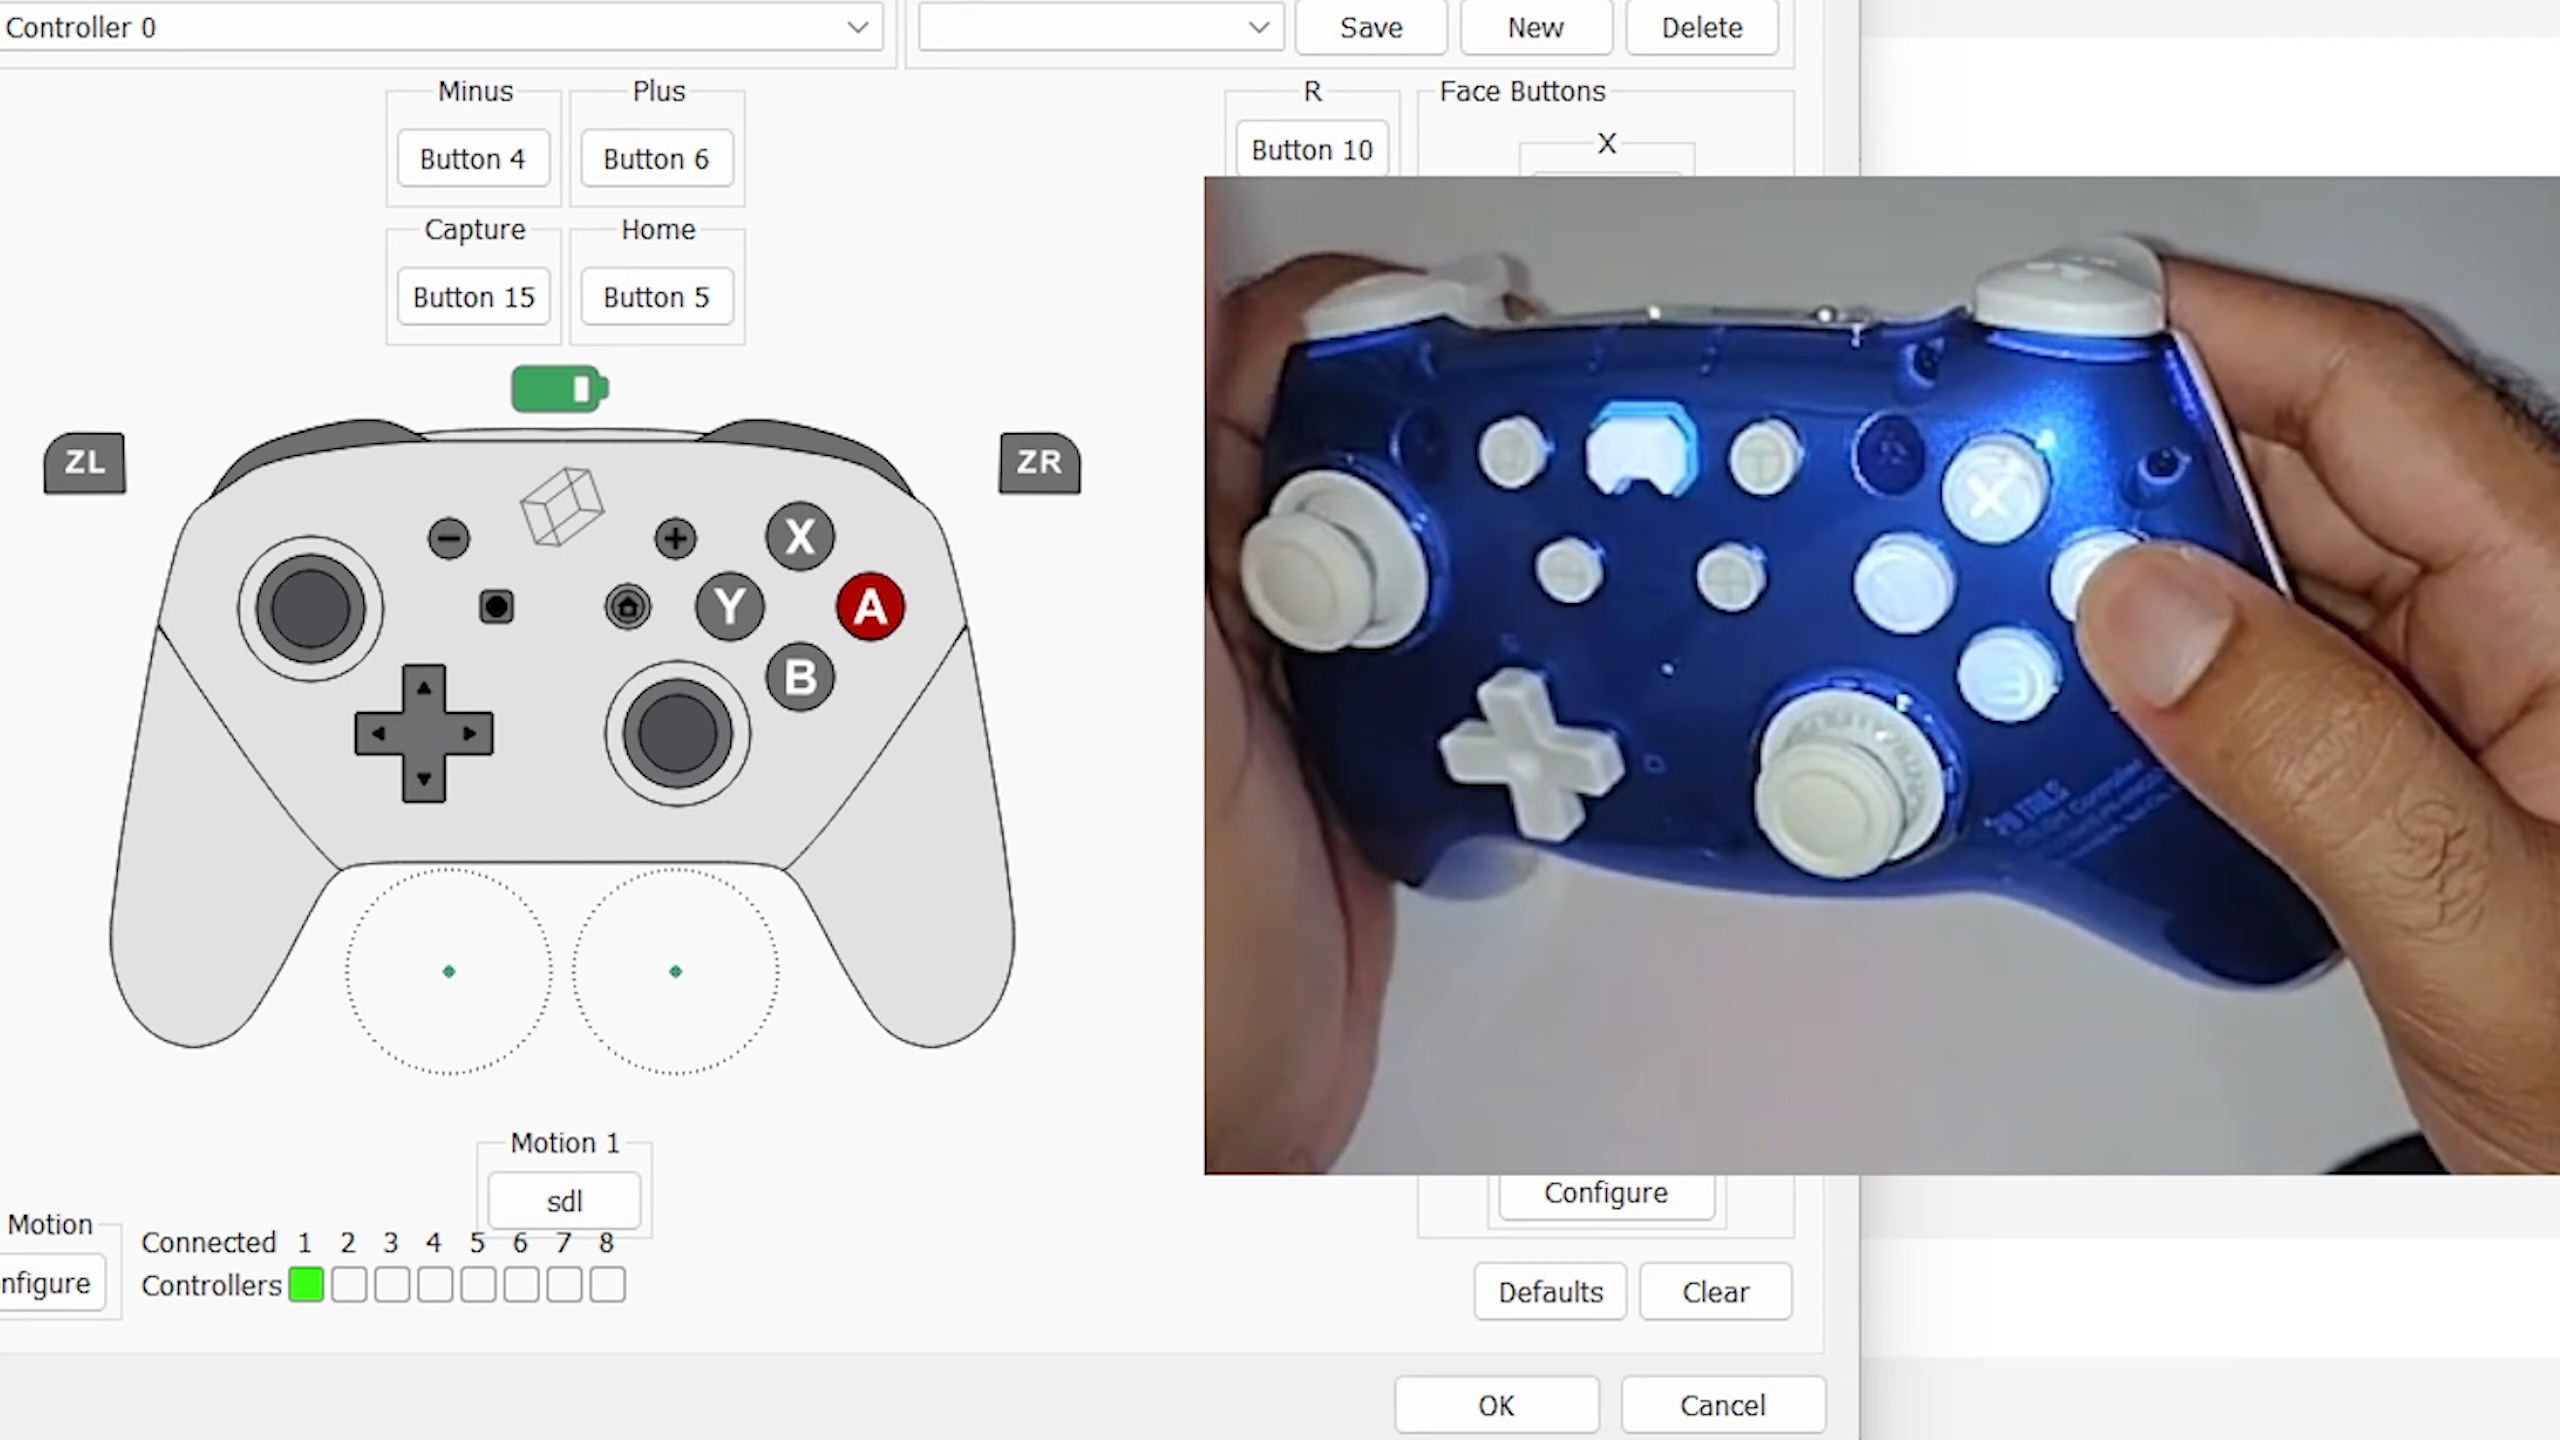 Controller 0
Save New Delete
Minus Plus R Face Buttons
Button 4 Button 6 Button 10 X
Capture Home
Button 15 Button 5
ZL ZR
X
Y A
B
X
Motion 1
sdl
Configure
Motion
Connected 1 2 3 4 5 6 7 8
nfigure Controllers
Defaults Clear
OK Cancel